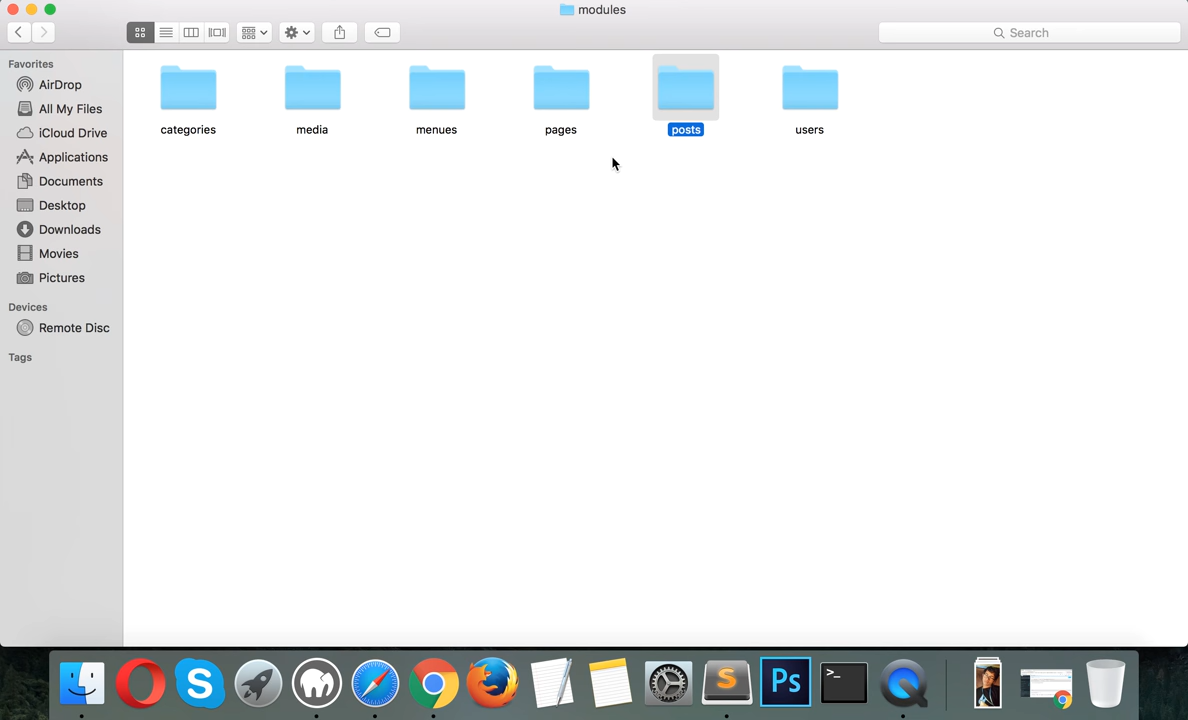 modules
Search
Favorites
AirDrop
All My Files
iCloud Drive
Applications
Documents
Desktop
Downloads
Movies
Pictures
Devices
Remote Disc
Tags
categories
media
menues
pages
posts
users
S
S
Ps
>_